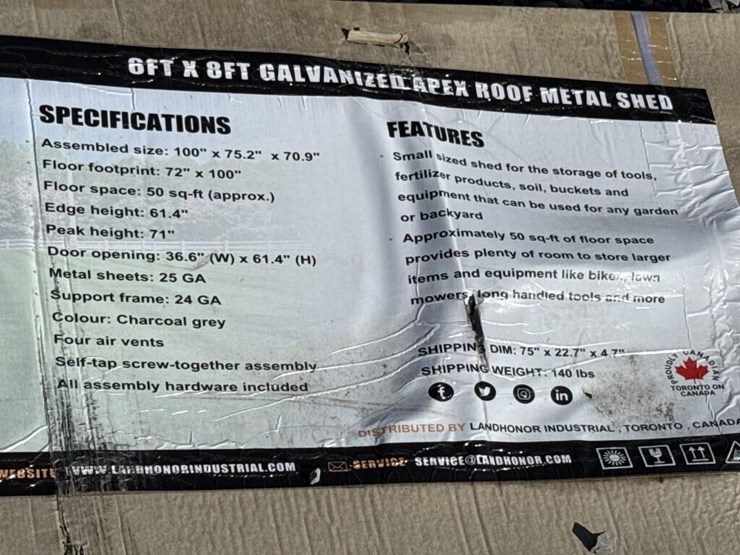 6FT X 8FT GALVANIZED APEX ROOF METAL SHED
SPECIFICATIONS
Assembled size: 100" x 75.2" x 70.9"
Floor footprint: 72" x 100"
Floor space: 50 sq-ft (approx.)
Edge height: 61.4"
Peak height: 71"
Door opening: 36.6" (W) x 61.4" (H)
Metal sheets: 25 GA
Support frame: 24 GA
Colour: Charcoal grey
Four air vents
Self-tap screw-together assembly
All assembly hardware included
FEATURES
Small sized shed for the storage of tools,
fertilizer products, soil, buckets and
equipment that can be used for any garden
or backyard
Approximately 50 sq-ft of floor space
provides plenty of room to store larger
items and equipment like bike, lawn
mowers, long handled tools and more
SHIPPING DIM: 75" x 22.7" x 4.7"
SHIPPING WEIGHT: 140 lbs
PROUDLY CANADIAN
TORONTO ON
CANADA
DISTRIBUTED BY LANDHONOR INDUSTRIAL, TORONTO, CANADA
WEBSITE WWW.LANDHONORINDUSTRIAL.COM SERVICE SERVICE@LANDHONOR.COM